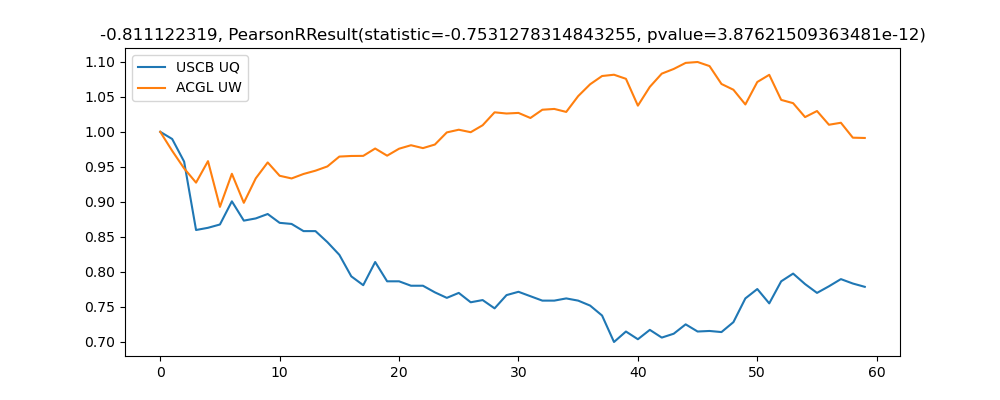 -0.811122319, PearsonRResult(statistic=-0.7531278314843255, pvalue=3.87621509363481e-12)
USCB UQ
ACGL UW
1.10
1.05
1.00
0.95
0.90
0.85
0.80
0.75
0.70
0 10 20 30 40 50 60